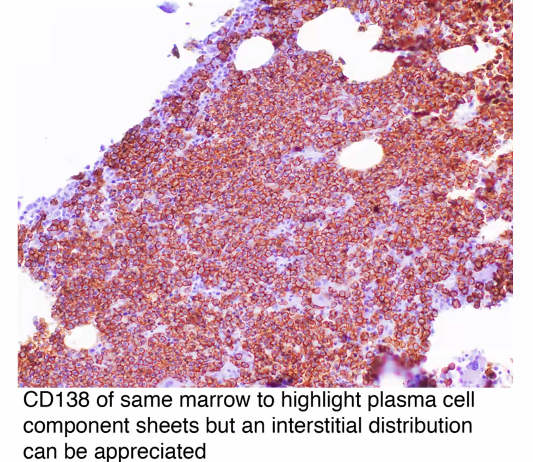 CD138 of same marrow to highlight plasma cell
component sheets but an interstitial distribution
can be appreciated